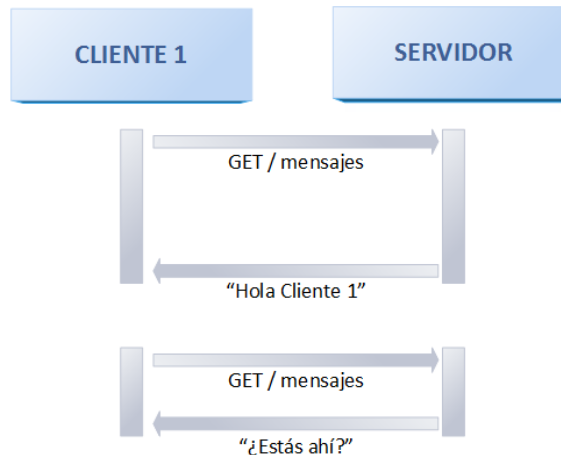 CLIENTE 1
SERVIDOR
GET / mensajes
“Hola Cliente 1”
GET / mensajes
“¿Estás ahí?”